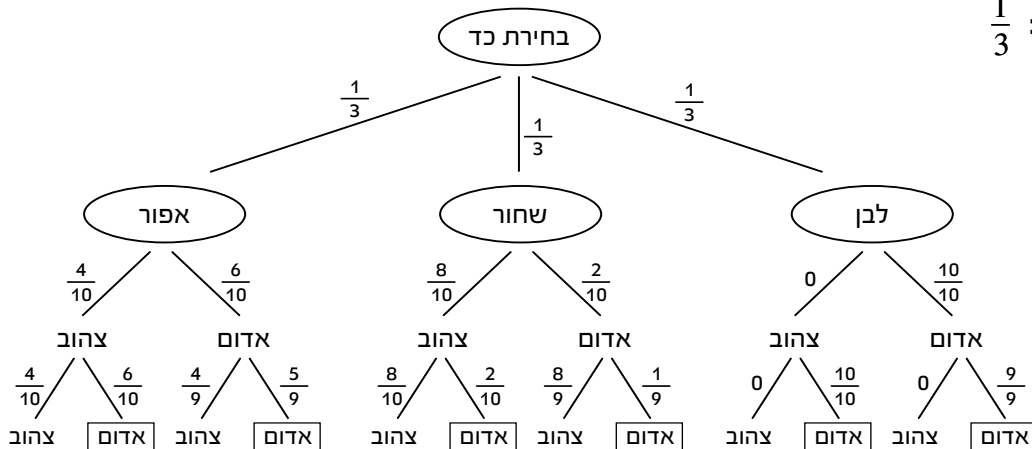 1/3 :
בחירת כד
1/3 1/3 1/3
לבן שחור אפור
10/10 0 2/10 8/10 6/10 4/10
אדום צהוב אדום צהוב אדום צהוב
9/9 0 10/10 0 1/9 8/9 2/10 8/10 5/9 4/9 6/10 4/10
אדום צהוב אדום צהוב אדום צהוב אדום צהוב אדום צהוב אדום צהוב